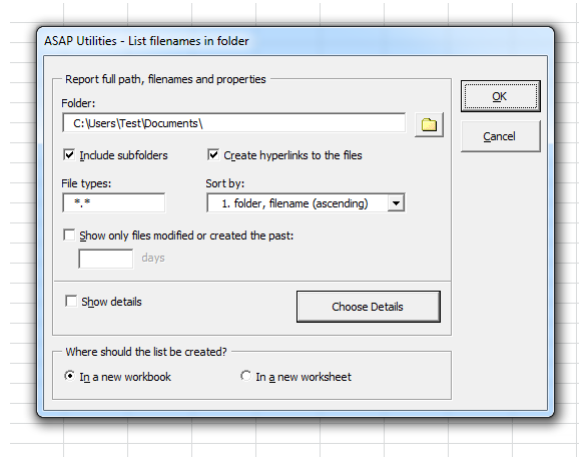 ASAP Utilities - List filenames in folder
Report full path, filenames and properties
OK
Folder:
C:\Users\Test\Documents\
Cancel
Include subfolders
Create hyperlinks to the files
File types:
Sort by:
*.*
1. folder, filename (ascending)
Show only files modified or created the past:
days
Show details
Choose Details
Where should the list be created?
In a new workbook
In a new worksheet